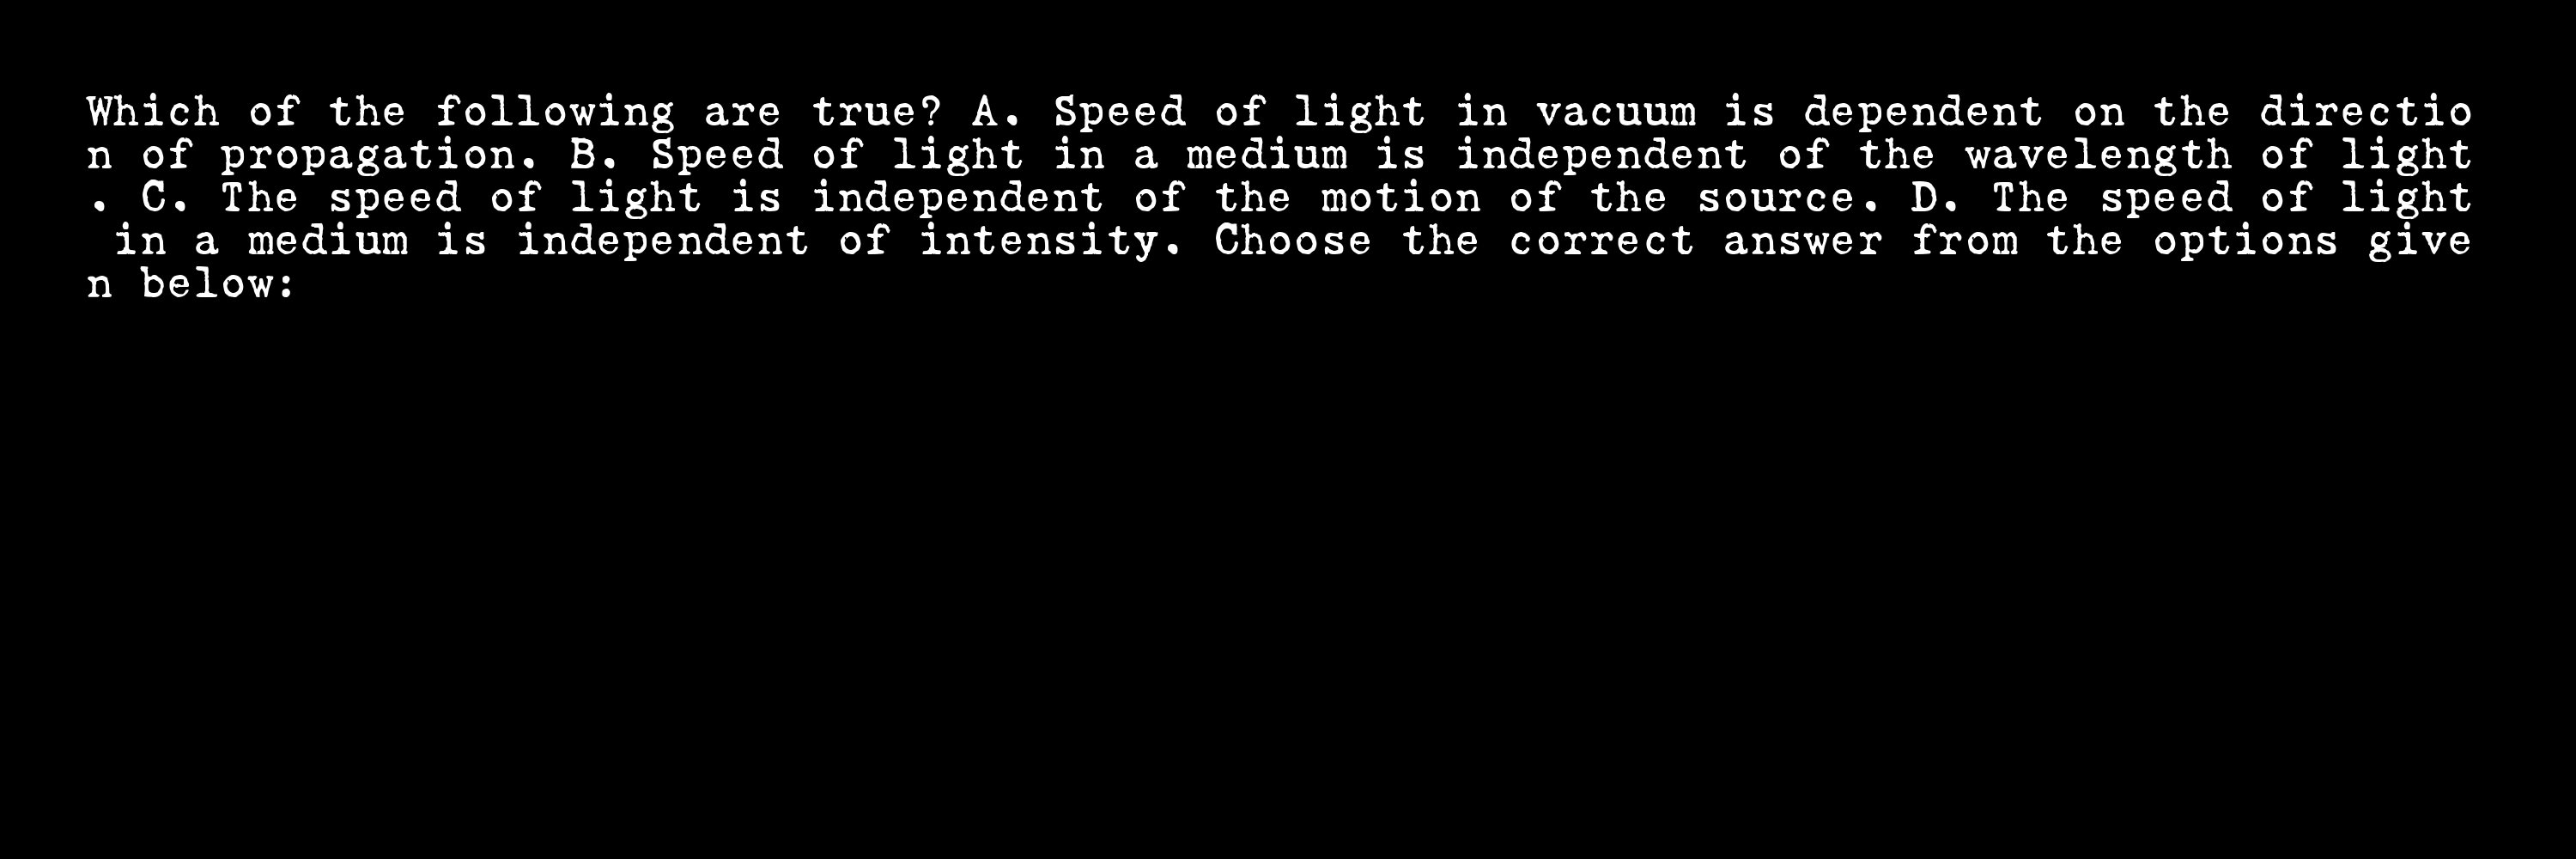 Which of the following are true? A. Speed of light in vacuum is dependent on the directio
n of propagation. B. Speed of light in a medium is independent of the wavelength of light
. C. The speed of light is independent of the motion of the source. D. The speed of light
 in a medium is independent of intensity. Choose the correct answer from the options give
n below: